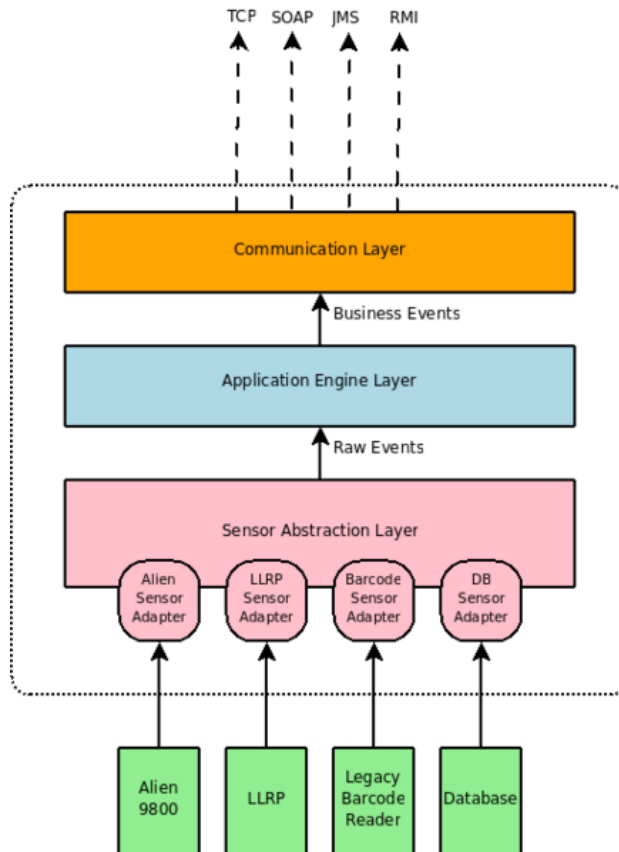 TCP SOAP JMS RMI
Communication Layer
Business Events
Application Engine Layer
Raw Events
Sensor Abstraction Layer
Alien
Sensor
Adapter
LLRP
Sensor
Adapter
Barcode
Sensor
Adapter
DB
Sensor
Adapter
Alien
9800
LLRP
Legacy
Barcode
Reader
Database